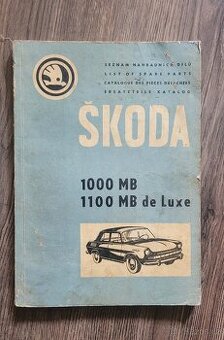 SEZNAM NÁHRADNÍCH DÍLŮ
LIST OF SPARE PARTS
CATALOGUE DES PIÈCES DÉTACHÉES
ERSATZTEILE-KATALOG
ŠKODA
1000 MB
1100 MB de Luxe